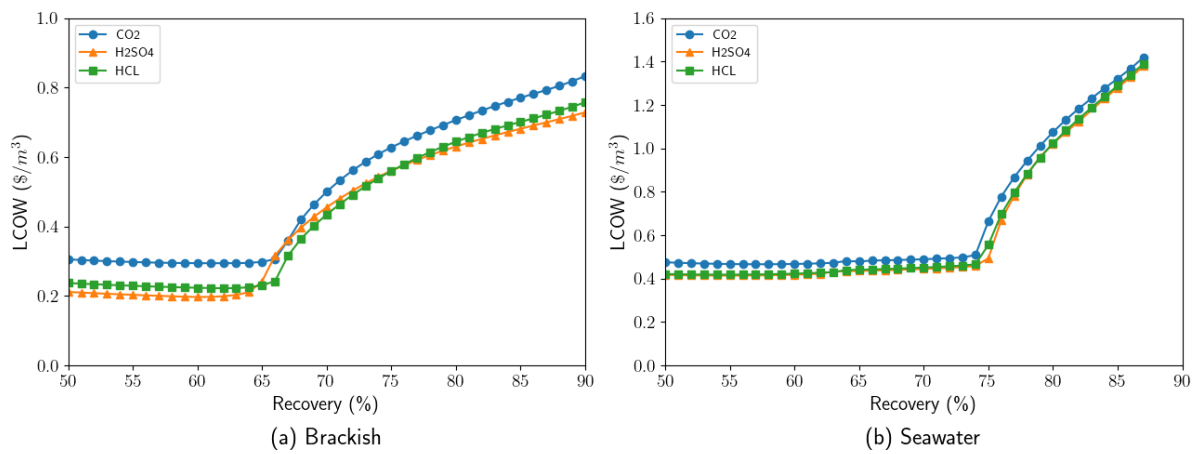 1.0
0.8
0.6
0.4
0.2
0.0
LCOW ($/m³)
CO2
H2SO4
HCL
50 55 60 65 70 75 80 85 90
Recovery (%)
(a) Brackish
1.6
1.4
1.2
1.0
0.8
0.6
0.4
0.2
0.0
LCOW ($/m³)
CO2
H2SO4
HCL
50 55 60 65 70 75 80 85 90
Recovery (%)
(b) Seawater